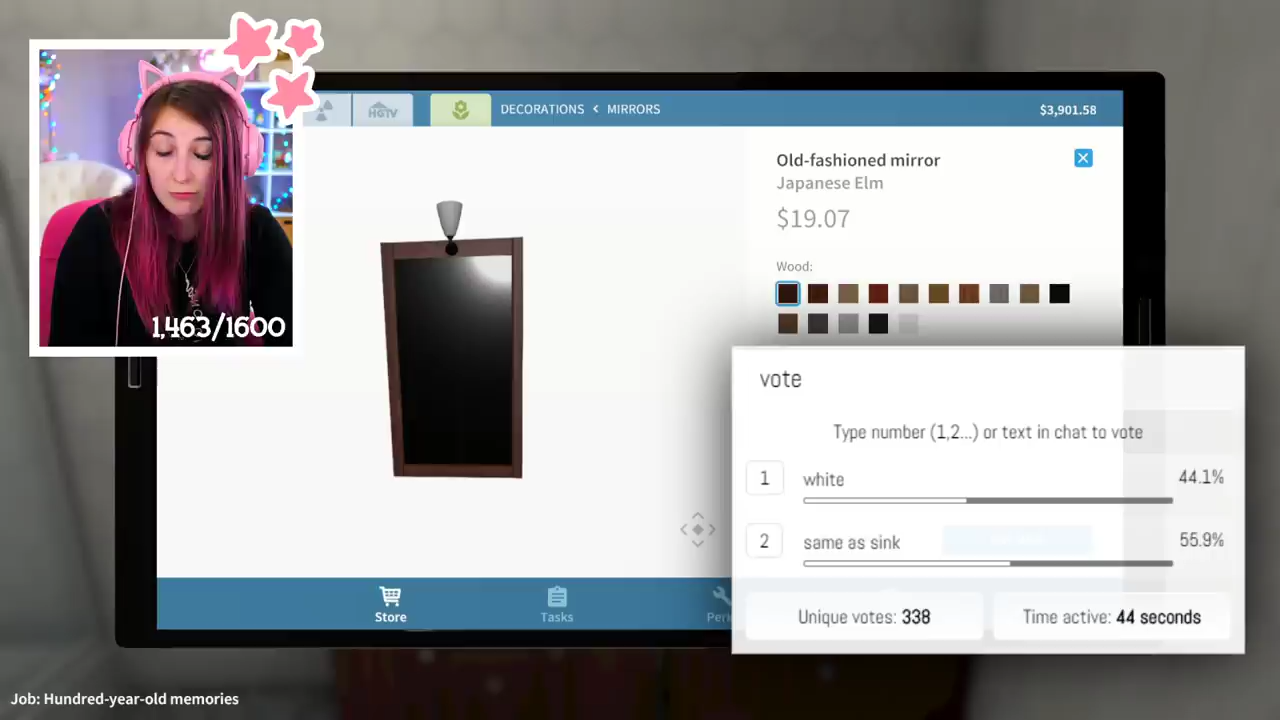 HGTV
DECORATIONS < MIRRORS
$3,901.58
Old-fashioned mirror
Japanese Elm
$19.07
Wood:
1,463/1600
vote
Type number (1,2...) or text in chat to vote
1 white 44.1%
2 same as sink 55.9%
Unique votes: 338 Time active: 44 seconds
Store Tasks
Job: Hundred-year-old memories